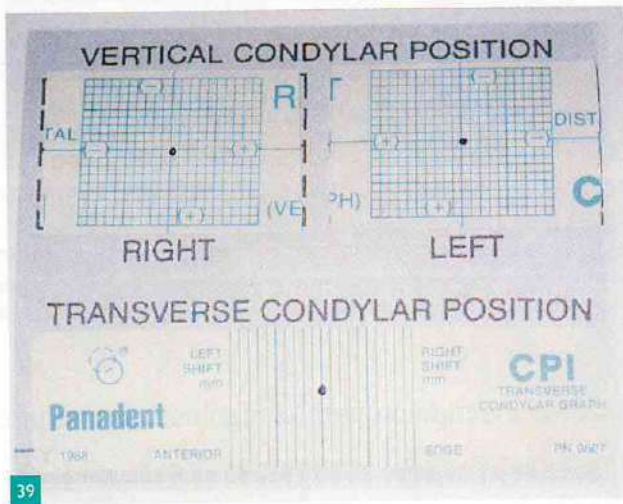 VERTICAL CONDYLAR POSITION
(−) R (−)
TAL (−) (+) (+) (−) DIST
(+) (VE PH) (+) C
RIGHT LEFT
TRANSVERSE CONDYLAR POSITION
LEFT SHIFT mm
RIGHT SHIFT mm
CPI
TRANSVERSE CONDYLAR GRAPH
Panadent
1988 ANTERIOR EDGE PN
39